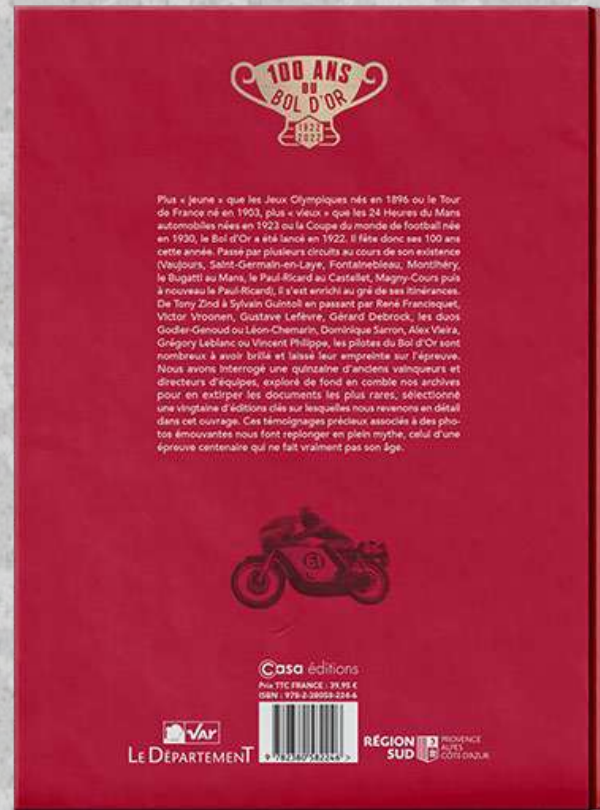 100 ANS
DU
BOL D'OR
1922
2022
Plus « jeune » que les Jeux Olympiques nés en 1896 ou le Tour
de France né en 1903, plus « vieux » que les 24 Heures du Mans
automobiles nées en 1923 ou la Coupe du monde de football née
en 1930, le Bol d'Or a été lancé en 1922. Il fête donc ses 100 ans
cette année. Passé par plusieurs circuits au cours de son existence
(Vaujours, Saint-Germain-en-Laye, Fontainebleau, Montlhéry,
le Bugatti au Mans, le Paul-Ricard au Castellet, Magny-Cours puis
à nouveau le Paul-Ricard), il s'est enrichi au gré de ses itinérances.
De Tony Zind à Sylvain Guintoli en passant par René Francisquet,
Victor Vroonen, Gustave Lefèvre, Gérard Debrock, les duos
Godier-Genoud ou Léon-Chemarin, Dominique Sarron, Alex Vieira,
Grégory Leblanc ou Vincent Philippe, les pilotes du Bol d'Or sont
nombreux à avoir brillé et laissé leur empreinte sur l'épreuve.
Nous avons interrogé une quinzaine d'anciens vainqueurs et
directeurs d'équipes, exploré de fond en comble nos archives
pour en extirper les documents les plus rares, sélectionné
une vingtaine d'éditions clés sur lesquelles nous revenons en détail
dans cet ouvrage. Ces témoignages précieux associés à des pho-
tos émouvantes nous font replonger en plein mythe, celui d'une
épreuve centenaire qui ne fait vraiment pas son âge.
Casa éditions
Prix TTC FRANCE : 39,95 €
ISBN : 978-2-38058-224-6
9 782380 582246 >
Var
LE DÉPARTEMENT
RÉGION
SUD
PROVENCE
ALPES
CÔTE D'AZUR